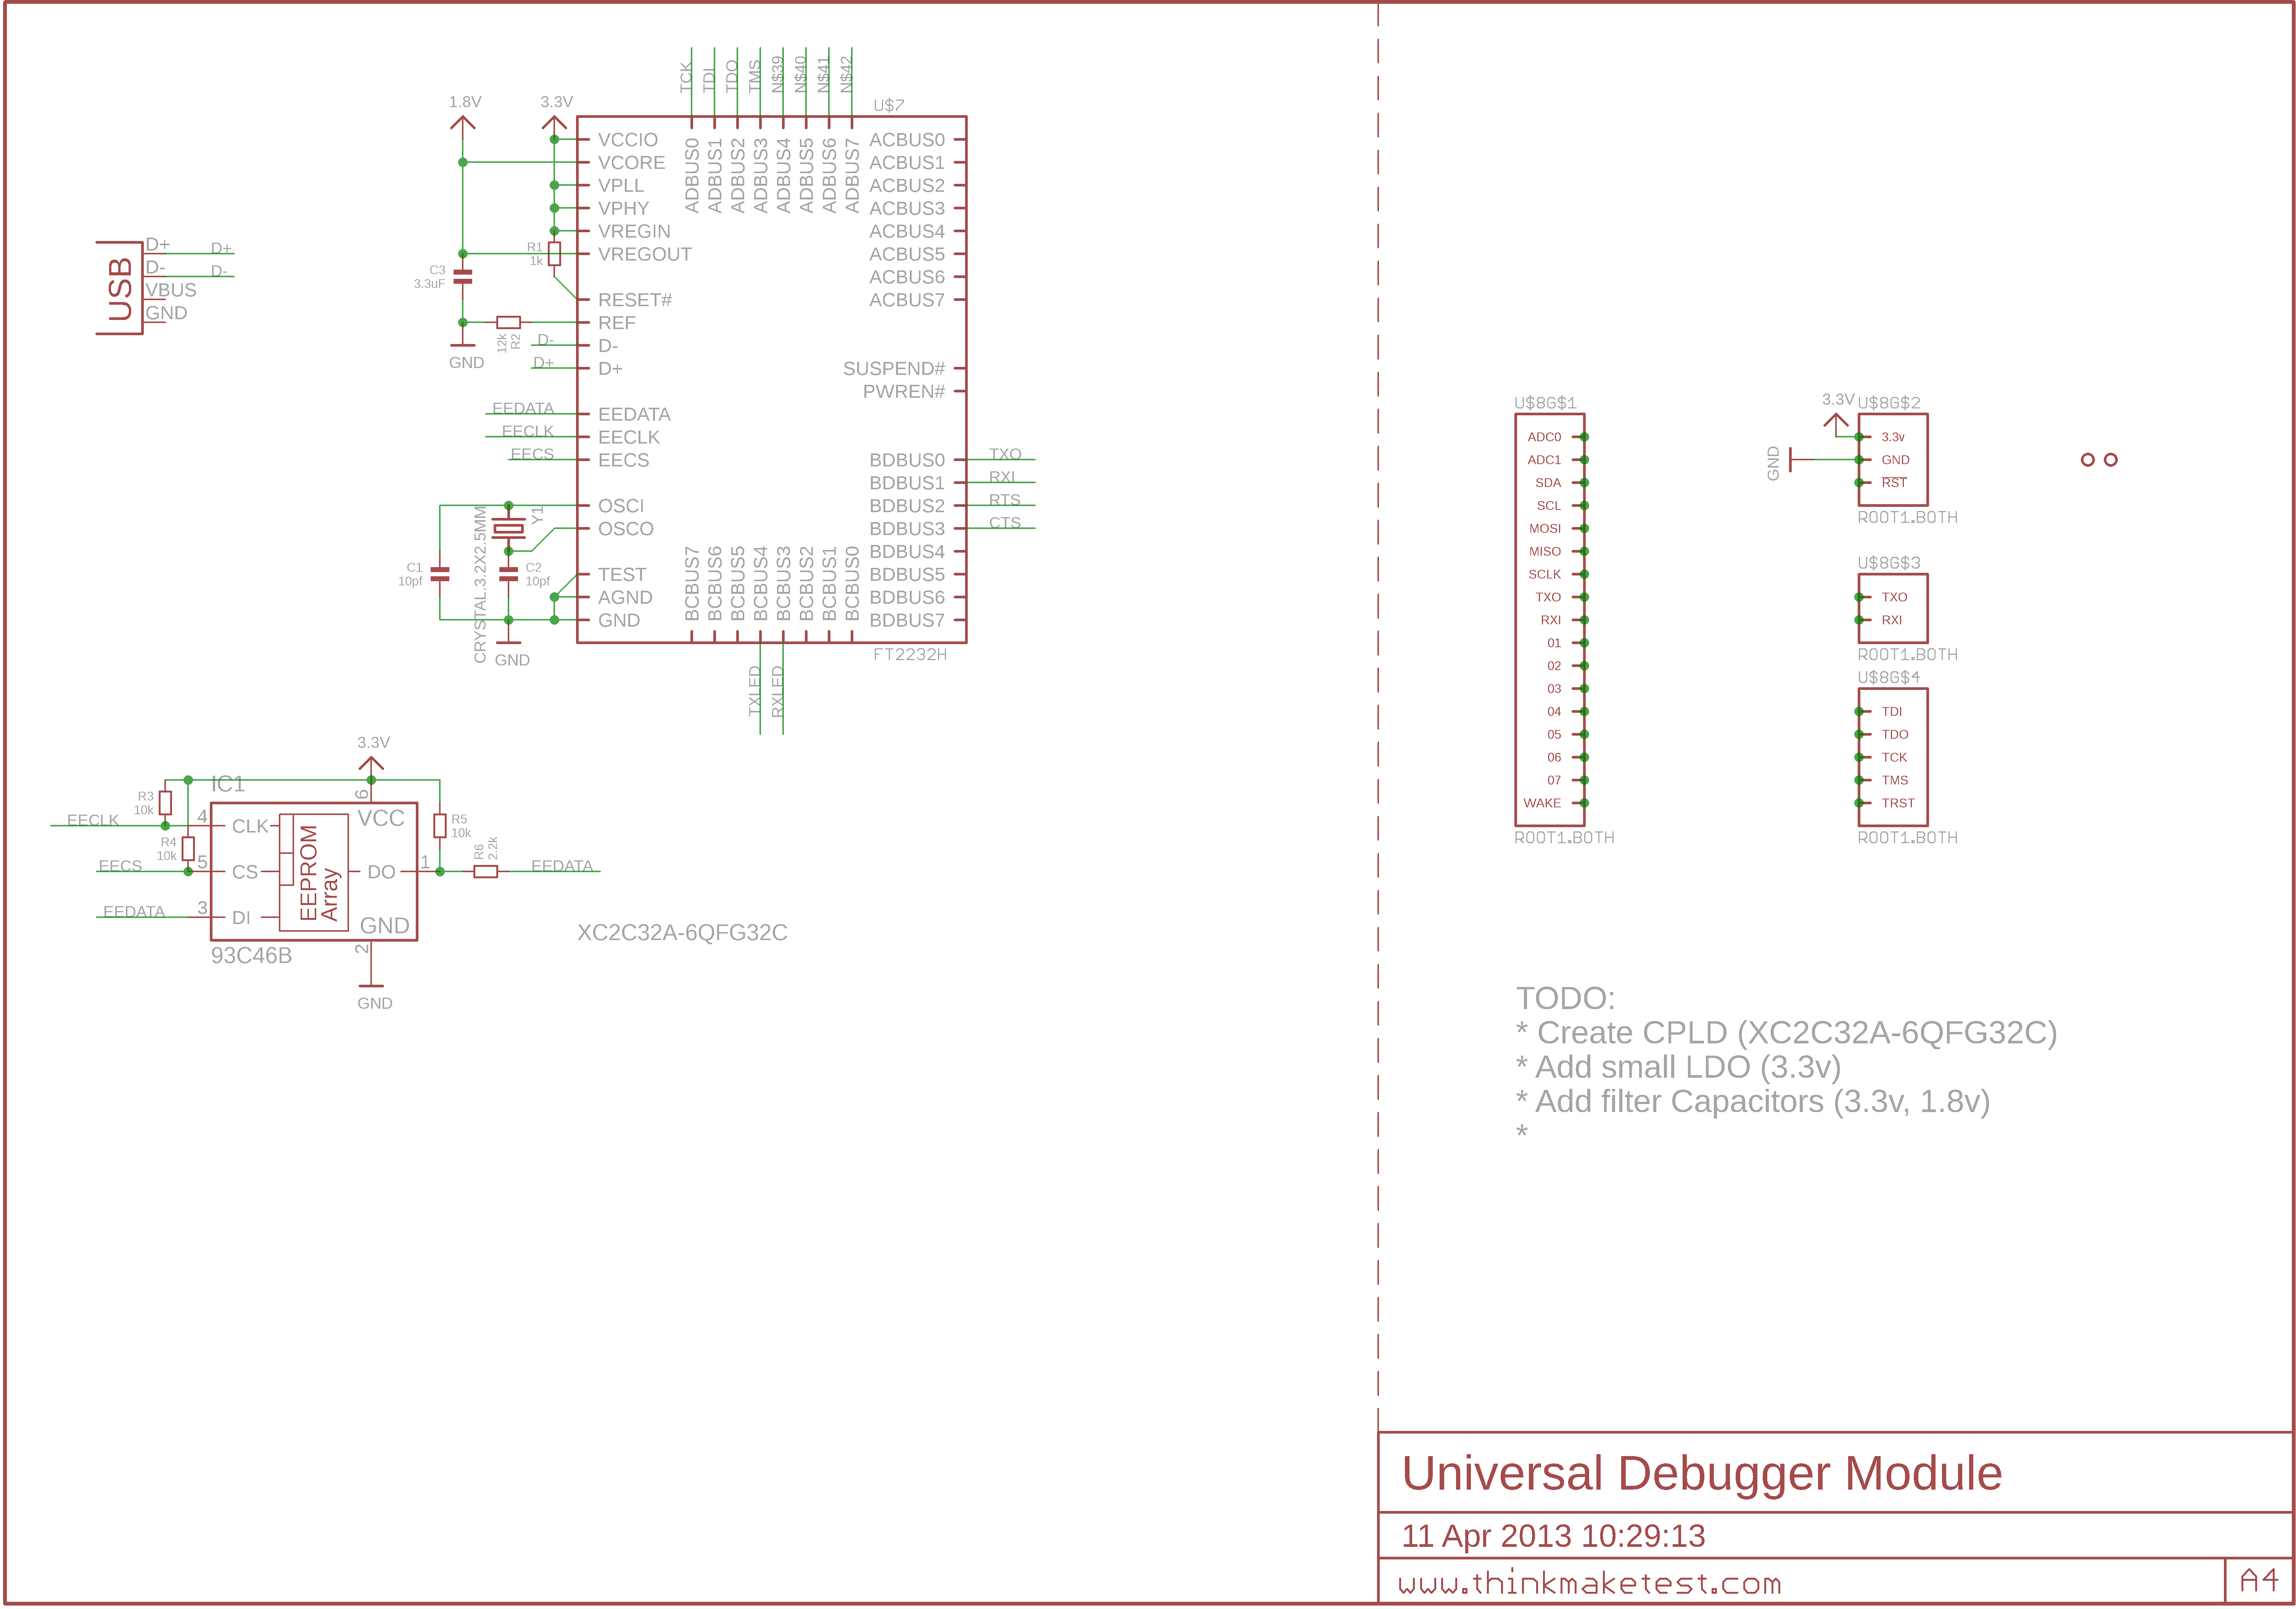 TCK
TDI
TDO
TMS
N$39
N$40
N$41
N$42
1.8V
3.3V
U$7
VCCIO
VCORE
VPLL
VPHY
VREGIN
VREGOUT
RESET#
REF
D-
D+
EEDATA
EECLK
EECS
OSCI
OSCO
TEST
AGND
GND
ADBUS0
ADBUS1
ADBUS2
ADBUS3
ADBUS4
ADBUS5
ADBUS6
ADBUS7
ACBUS0
ACBUS1
ACBUS2
ACBUS3
ACBUS4
ACBUS5
ACBUS6
ACBUS7
SUSPEND#
PWREN#
BDBUS0
BDBUS1
BDBUS2
BDBUS3
BDBUS4
BDBUS5
BDBUS6
BDBUS7
BCBUS7
BCBUS6
BCBUS5
BCBUS4
BCBUS3
BCBUS2
BCBUS1
BCBUS0
FT2232H
TXO
RXI
RTS
CTS
TXLED
RXLED
USB
D+
D-
VBUS
GND
D+
D-
R1
1k
C3
3.3uF
12k
R2
GND
D-
D+
EEDATA
EECLK
EECS
CRYSTAL.3.2X2.5MM
Y1
C1
10pf
C2
10pf
GND
3.3V
IC1
R3
10k
R4
10k
EECLK
EECS
EEDATA
4
5
3
6
1
2
CLK
CS
DI
EEPROM
Array
VCC
DO
GND
93C46B
R5
10k
R6
2.2k
EEDATA
GND
XC2C32A-6QFG32C
U$8G$1
ADC0
ADC1
SDA
SCL
MOSI
MISO
SCLK
TXO
RXI
01
02
03
04
05
06
07
WAKE
ROOT1.BOTH
3.3V
U$8G$2
GND
3.3v
GND
RST
ROOT1.BOTH
U$8G$3
TXO
RXI
ROOT1.BOTH
U$8G$4
TDI
TDO
TCK
TMS
TRST
ROOT1.BOTH
TODO:
* Create CPLD (XC2C32A-6QFG32C)
* Add small LDO (3.3v)
* Add filter Capacitors (3.3v, 1.8v)
*
Universal Debugger Module
11 Apr 2013 10:29:13
www.thinkmaketest.com
A4